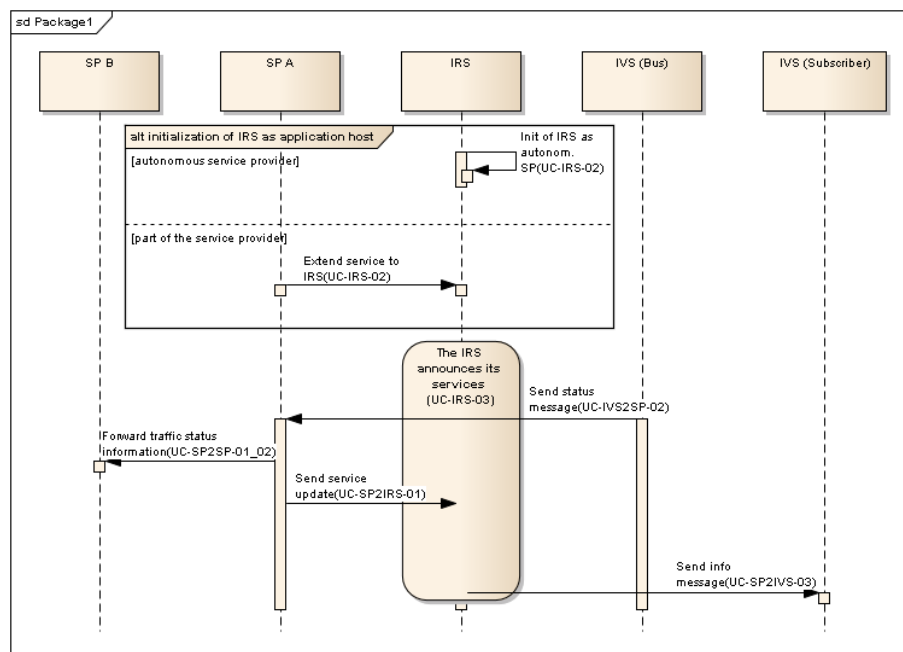 sd Package1
SP B
SP A
IRS
IVS (Bus)
IVS (Subscriber)
alt initialization of IRS as application host
[autonomous service provider]
Init of IRS as
autonom.
SP(UC-IRS-02)
[part of the service provider]
Extend service to
IRS(UC-IRS-02)
The IRS
announces its
services
(UC-IRS-03)
Send status
message(UC-IVS2SP-02)
Forward traffic status
information(UC-SP2SP-01_02)
Send service
update(UC-SP2IRS-01)
Send info
message(UC-SP2IVS-03)